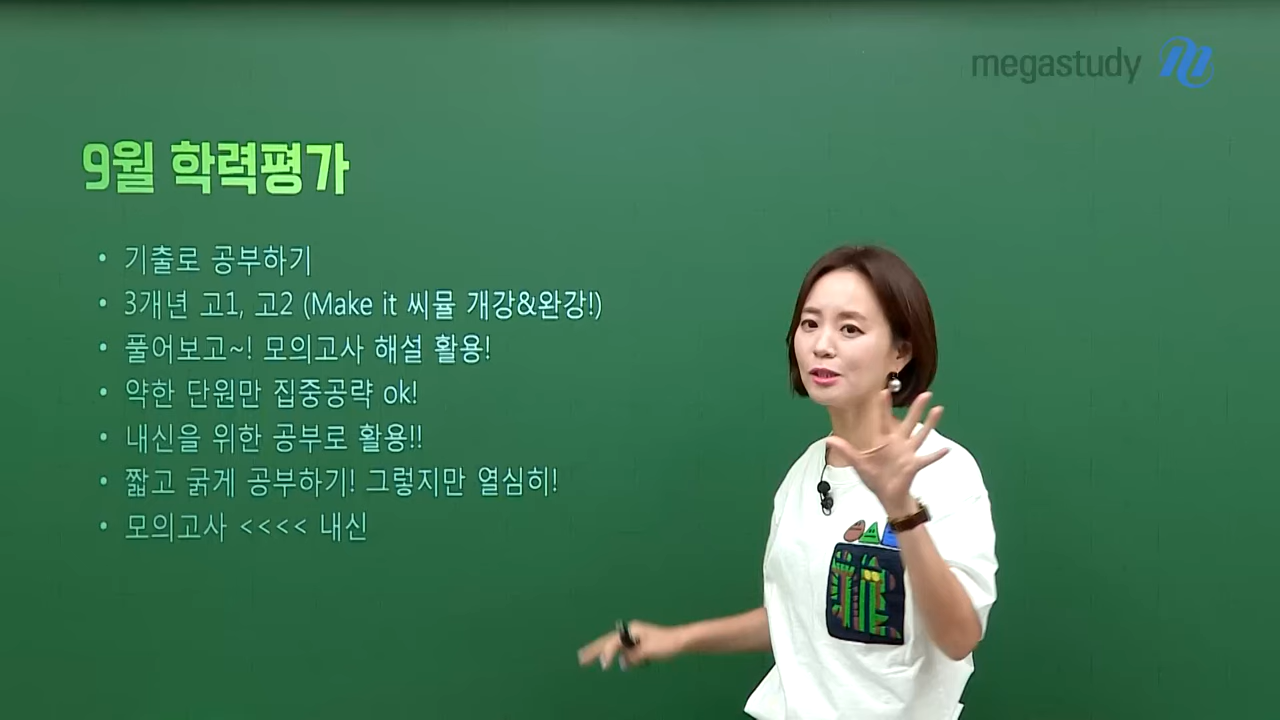 megastudy
9월 학력평가
• 기출로 공부하기
• 3개년 고1, 고2 (Make it 씨뮬 개강&완강!)
• 풀어보고~! 모의고사 해설 활용!
• 약한 단원만 집중공략 ok!
• 내신을 위한 공부로 활용!!
• 짧고 굵게 공부하기! 그렇지만 열심히!
• 모의고사 <<<< 내신